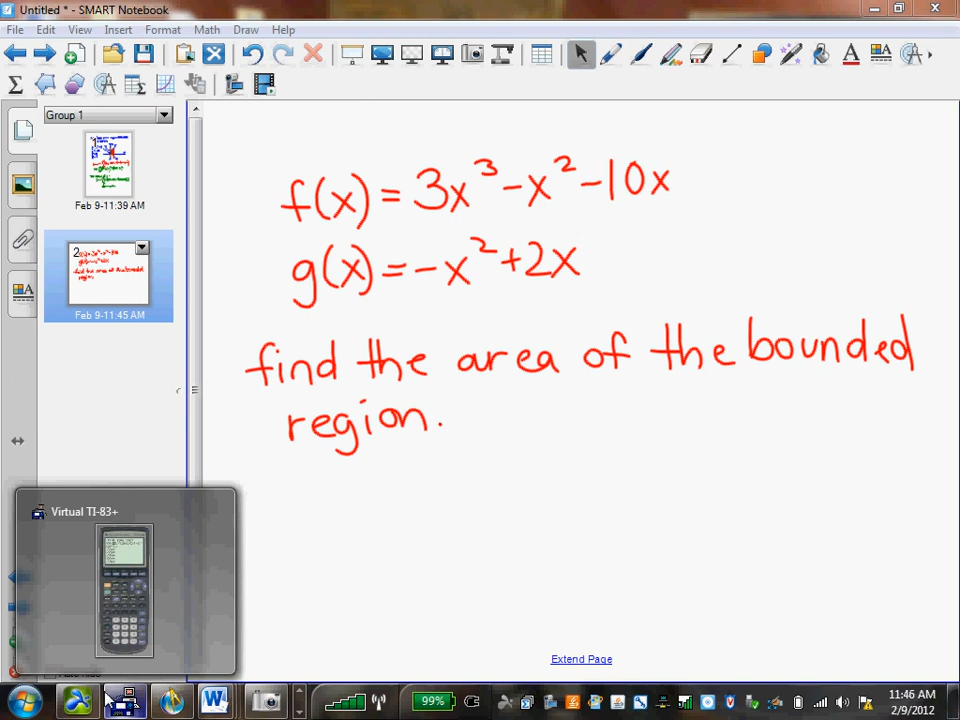 Untitled * - SMART Notebook
File Edit View Insert Format Math Draw Help
Group 1
Feb 9-11:39 AM
Feb 9-11:45 AM
f(x) = 3x³ - x² - 10x
g(x) = -x² + 2x
find the area of the bounded
region.
Virtual TI-83+
Extend Page
99%
11:46 AM
2/9/2012